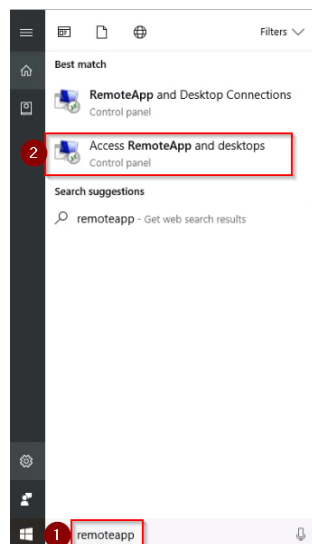 Filters
Best match
RemoteApp and Desktop Connections
Control panel
2
Access RemoteApp and desktops
Control panel
Search suggestions
remoteapp - Get web search results
1
remoteapp